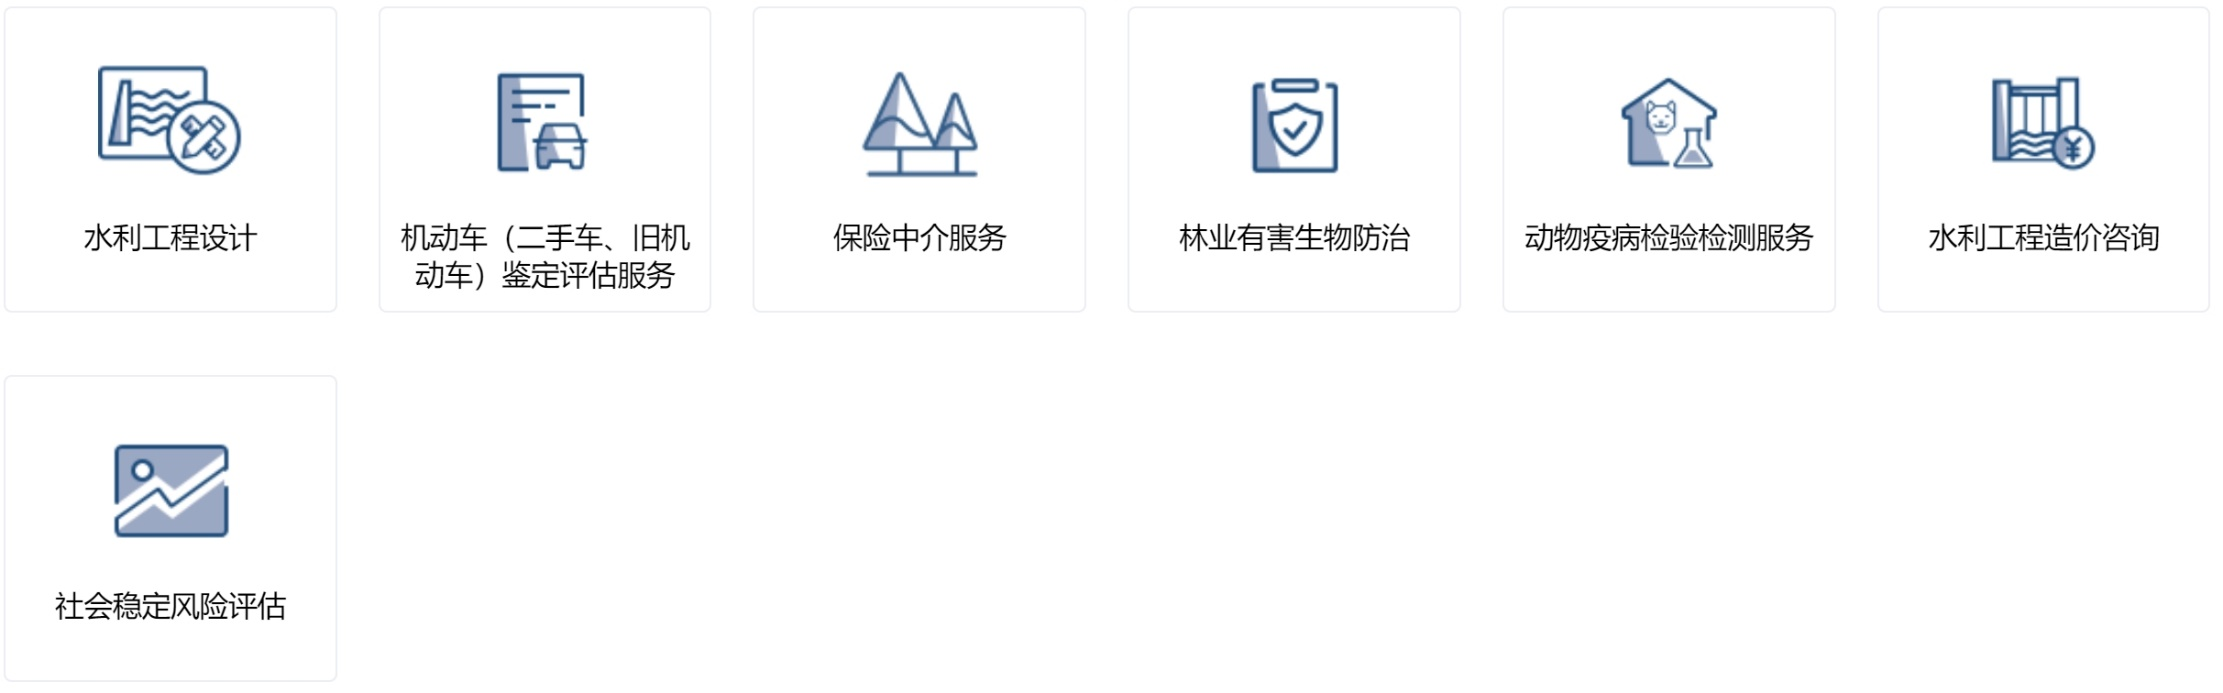 水利工程设计
机动车（二手车、旧机
动车）鉴定评估服务
保险中介服务
林业有害生物防治
动物疫病检验检测服务
水利工程造价咨询
¥
社会稳定风险评估